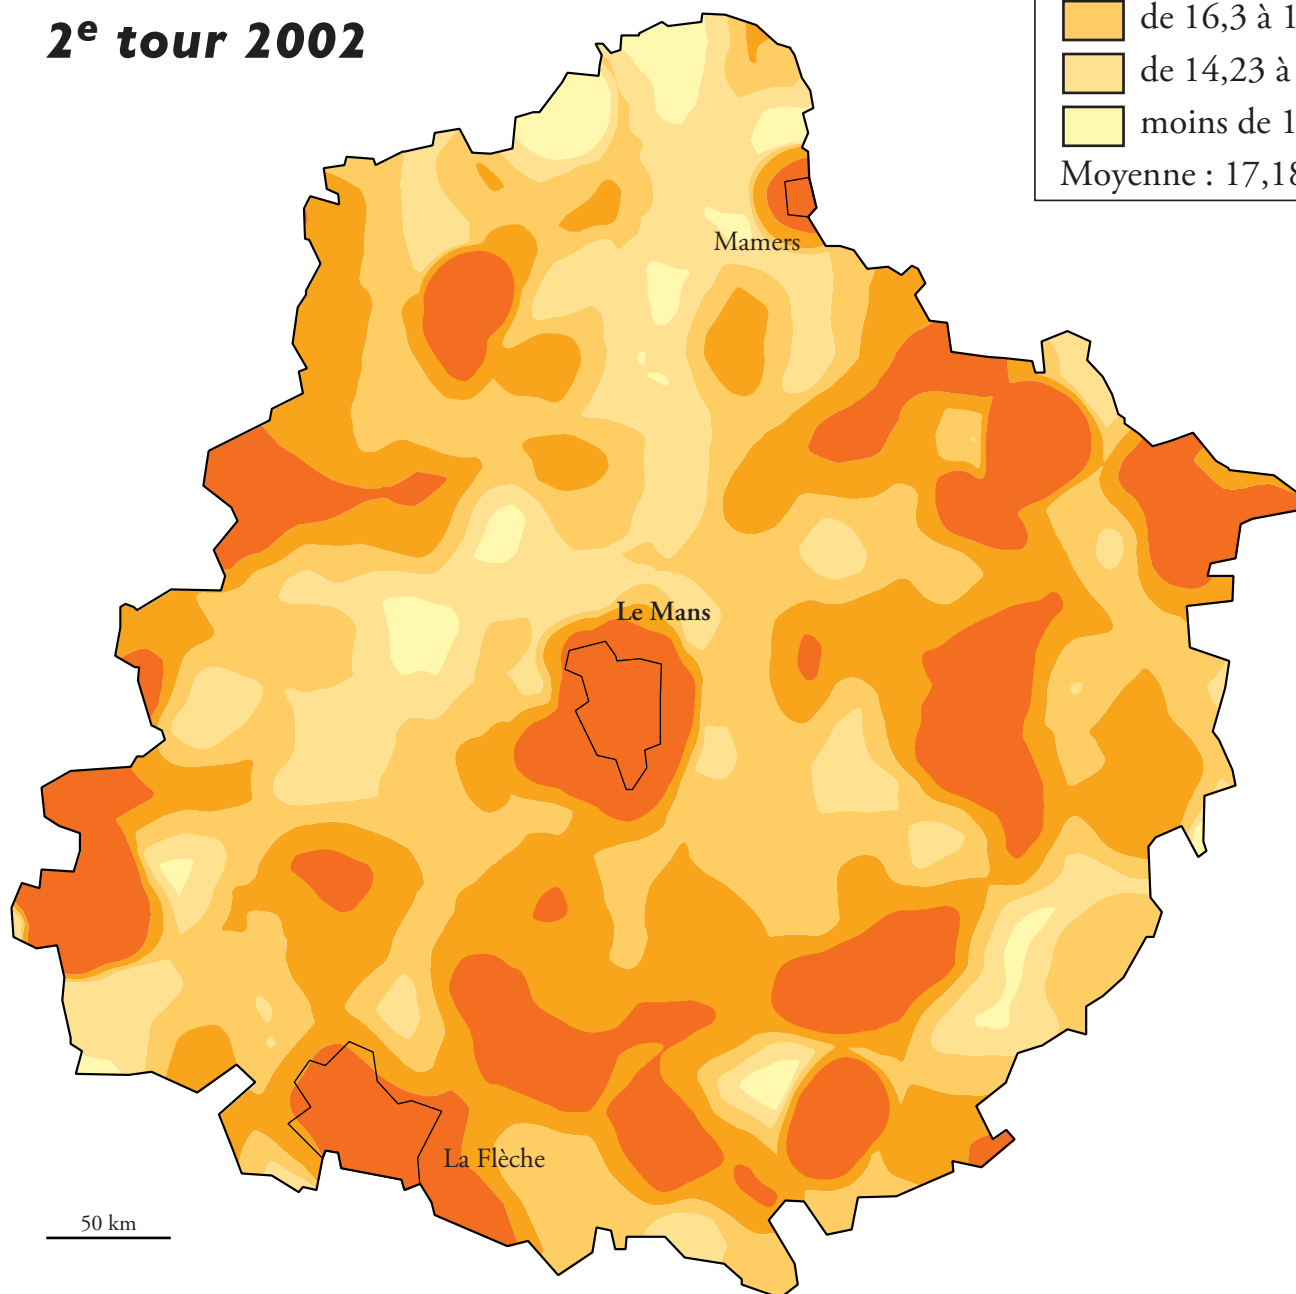 2e tour 2002
de 16,3 à 1
de 14,23 à
moins de 1
Moyenne : 17,18
Mamers
Le Mans
La Flèche
50 km